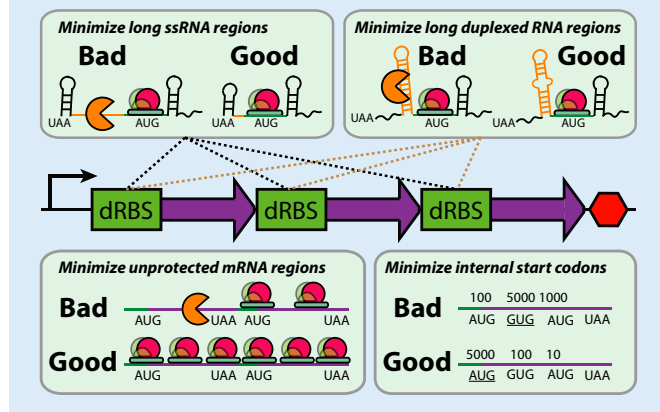 Minimize long ssRNA regions
Bad Good
UAA AUG UAA AUG
Minimize long duplexed RNA regions
Bad Good
UAA AUG UAA AUG
dRBS dRBS dRBS
Minimize unprotected mRNA regions
Bad
AUG UAA AUG UAA
Good
AUG UAA AUG UAA
Minimize internal start codons
100 5000 1000
Bad
AUG GUG AUG UAA
5000 100 10
Good
AUG GUG AUG UAA